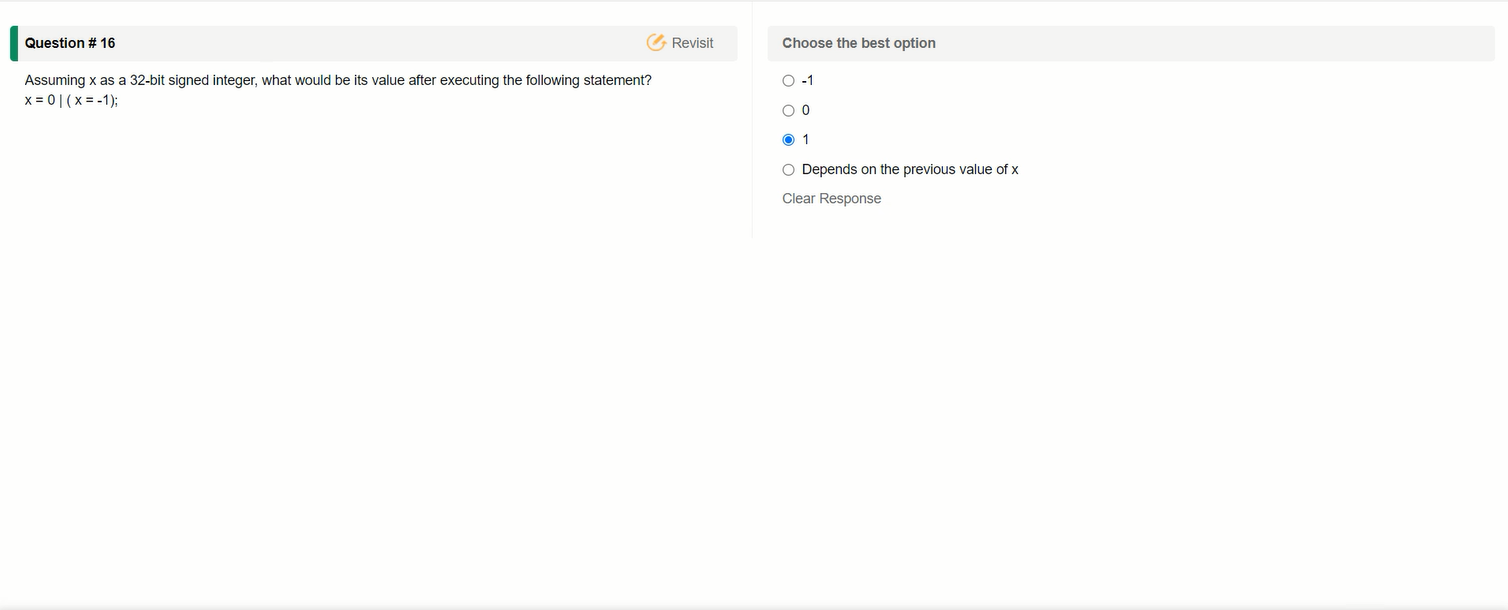 Question # 16
Revisit
Assuming x as a 32-bit signed integer, what would be its value after executing the following statement?
x = 0 | ( x = -1);
Choose the best option
-1
0
1
Depends on the previous value of x
Clear Response